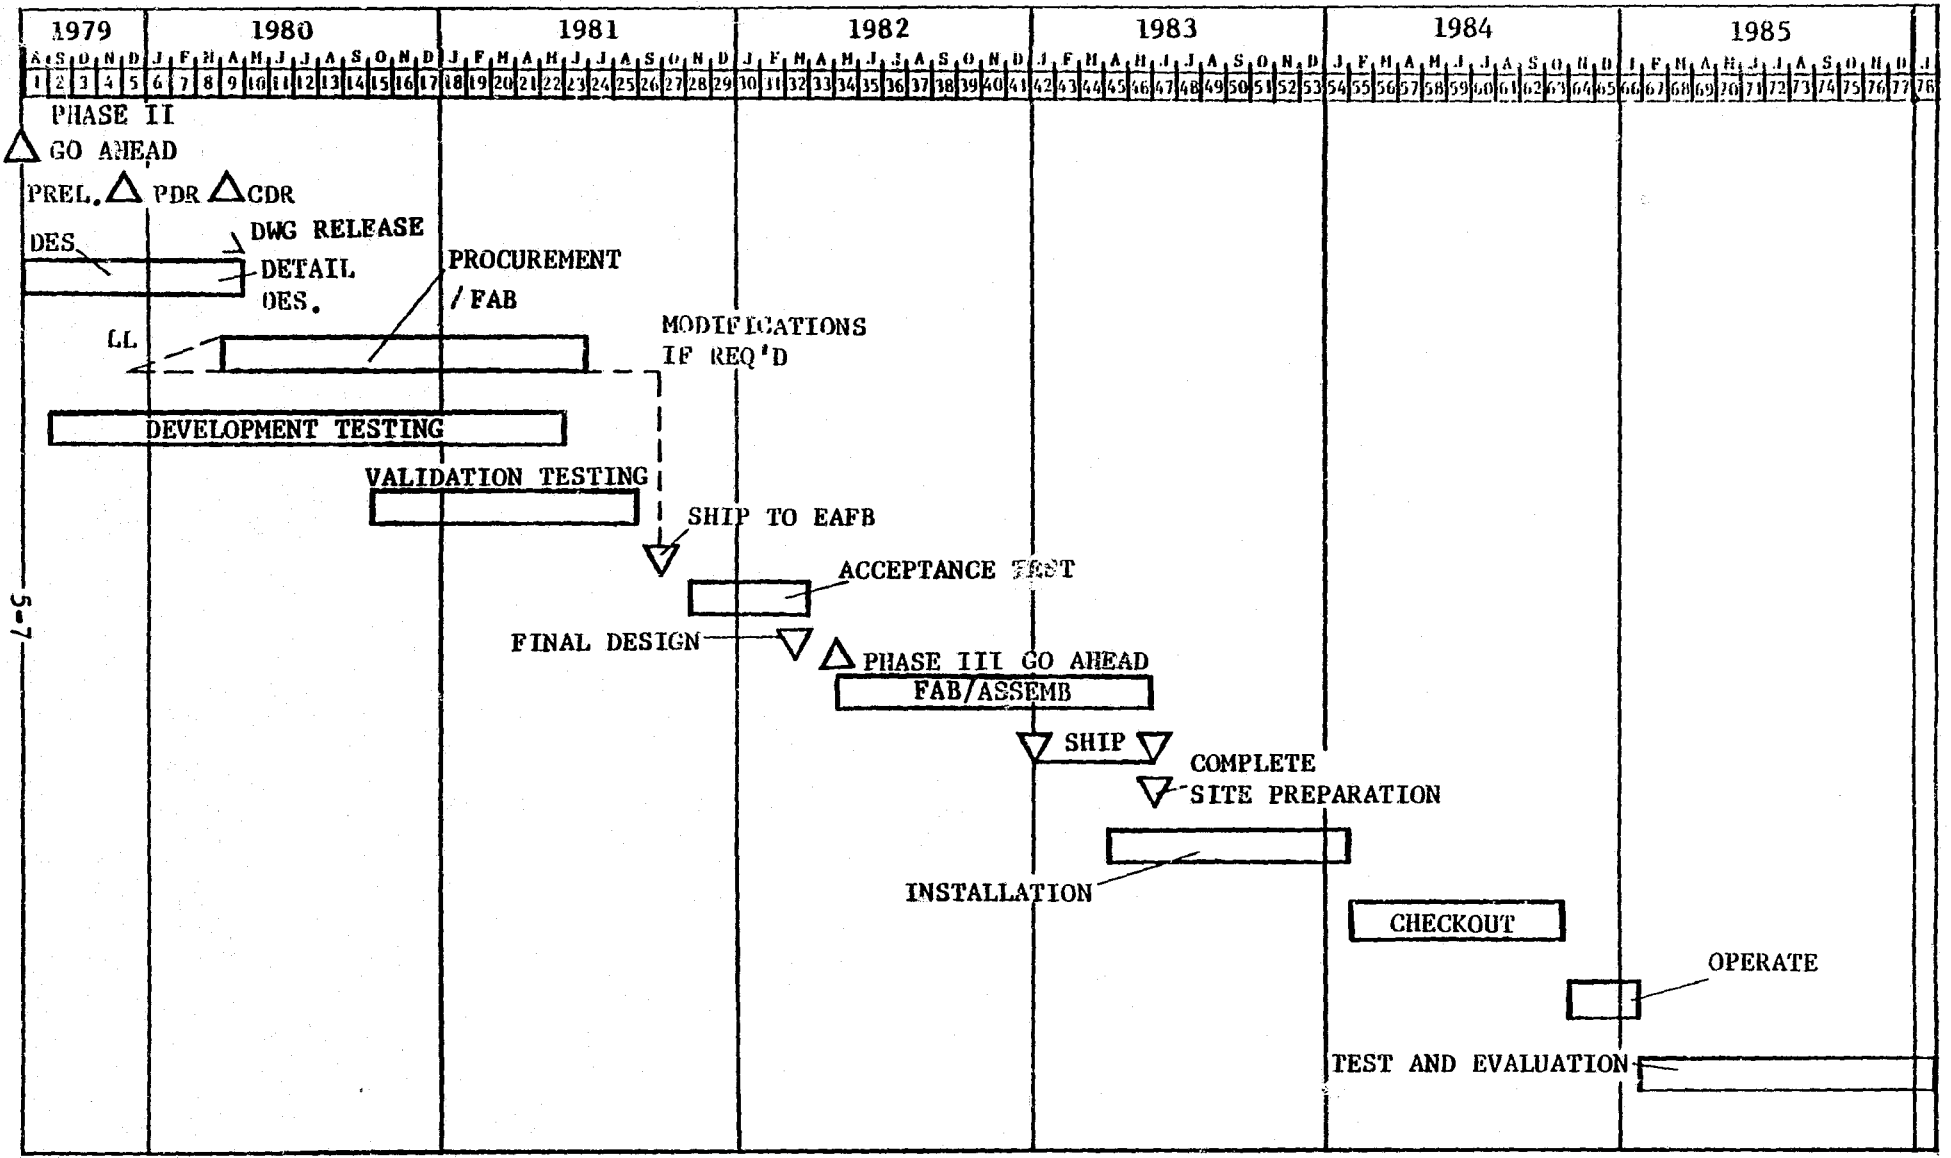 1979 1980 1981 1982 1983 1984 1985
A S O N D J F M A M J J A S O N D J F M A M J J A S O N D J F M A M J J A S O N D J F M A M J J A S O N D J F M A M J J A S O N D J F M A M J J A S O N D J
1 2 3 4 5 6 7 8 9 10 11 12 13 14 15 16 17 18 19 20 21 22 23 24 25 26 27 28 29 30 31 32 33 34 35 36 37 38 39 40 41 42 43 44 45 46 47 48 49 50 51 52 53 54 55 56 57 58 59 60 61 62 63 64 65 66 67 68 69 70 71 72 73 74 75 76 77 78
PHASE II
GO AHEAD
PREL. PDR CDR
DWG RELEASE
DES
DETAIL
DES.
PROCUREMENT
/ FAB
LL
MODIFICATIONS
IF REQ'D
DEVELOPMENT TESTING
VALIDATION TESTING
SHIP TO EAFB
ACCEPTANCE TEST
5-7
FINAL DESIGN
PHASE III GO AHEAD
FAB/ASSEMB
SHIP
COMPLETE
SITE PREPARATION
INSTALLATION
CHECKOUT
OPERATE
TEST AND EVALUATION